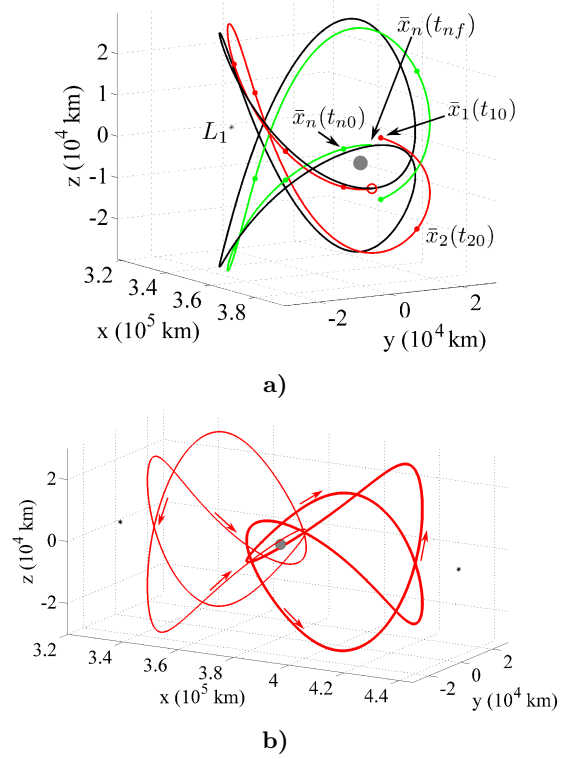 x̄ₙ(tₙf)
2
1
0
-1
-2
z (10⁴ km)
x̄ₙ(tₙ₀)
x̄₁(t₁₀)
L₁*
x̄₂(t₂₀)
3.2
3.4
3.6
3.8
x (10⁵ km)
-2
0
2
y (10⁴ km)
a)
2
0
-2
z (10⁴ km)
3.2
3.4
3.6
3.8
4
4.2
4.4
x (10⁵ km)
-2
0
2
y (10⁴ km)
*
*
b)